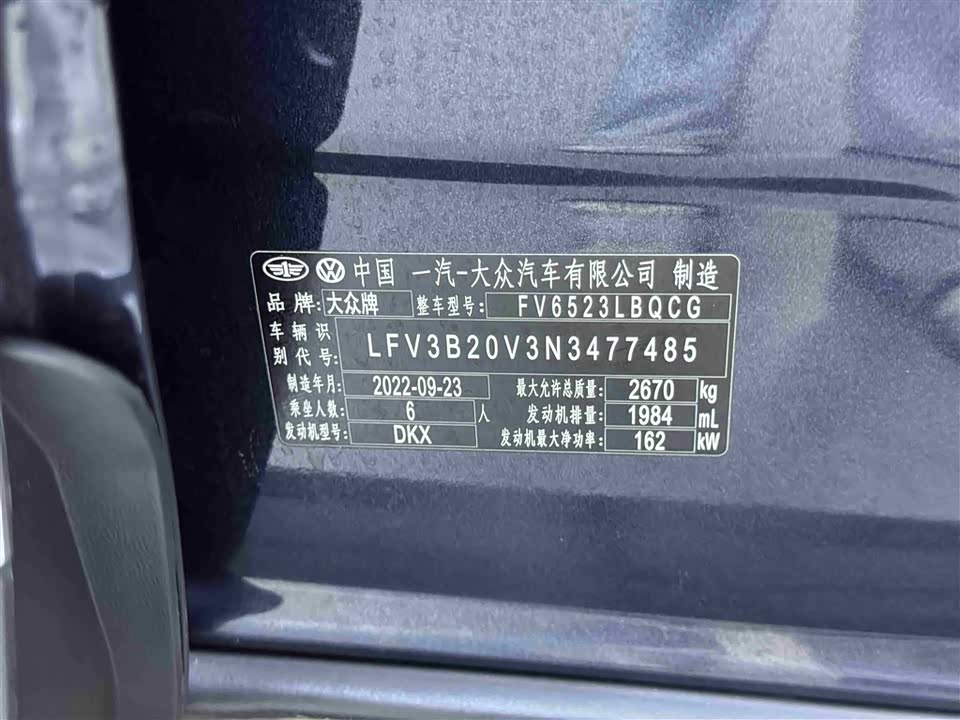 中国 一汽-大众汽车有限公司 制造
品牌: 大众牌 整车型号: FV6523LBQCG
车辆识别代号: LFV3B20V3N3477485
制造年月: 2022-09-23 最大允许总质量: 2670 kg
乘坐人数: 6 人 发动机排量: 1984 mL
发动机型号: DKX 发动机最大净功率: 162 kW